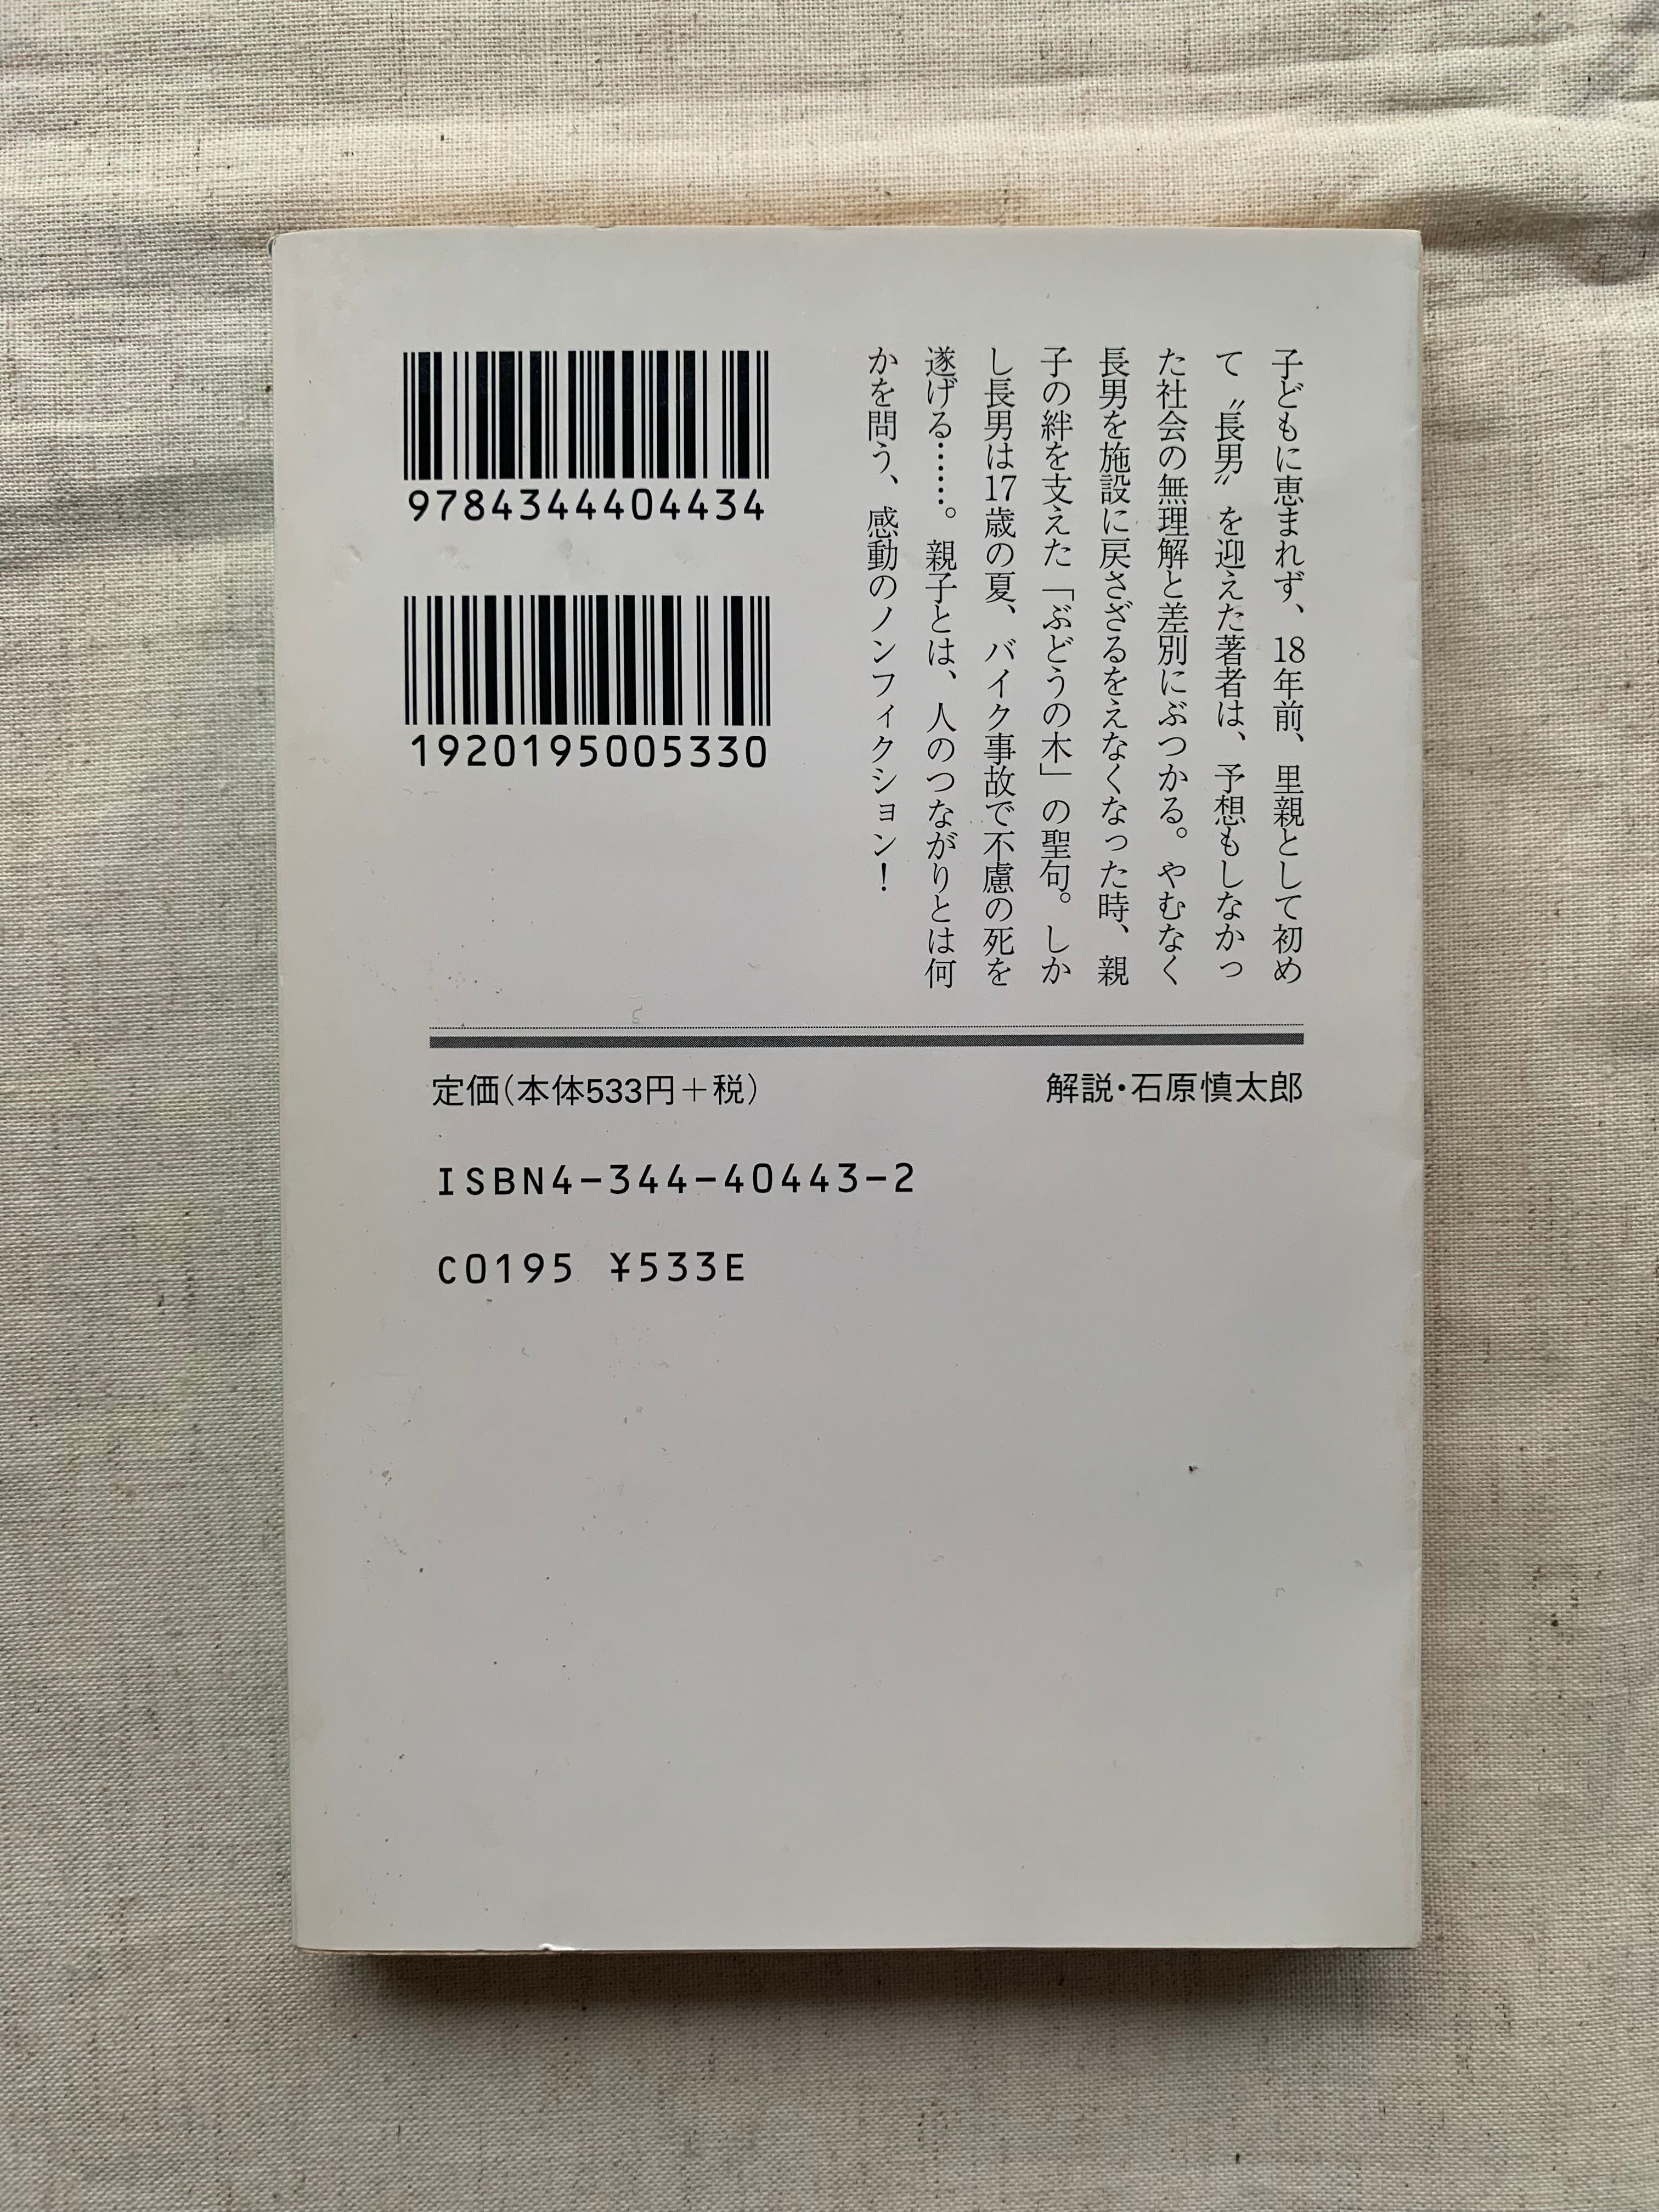 子どもに恵まれず、18年前、里親として初め
て〝長男〟を迎えた著者は、予想もしなかっ
た社会の無理解と差別にぶつかる。やむなく
長男を施設に戻さざるをえなくなった時、親
子の絆を支えた「ぶどうの木」の聖句。しか
し長男は17歳の夏、バイク事故で不慮の死を
遂げる……。親子とは、人のつながりとは何
かを問う、感動のノンフィクション!
9784344404434
1920195005330
解説・石原慎太郎
定価(本体533円+税)
ISBN4-344-40443-2
C0195 ¥533E